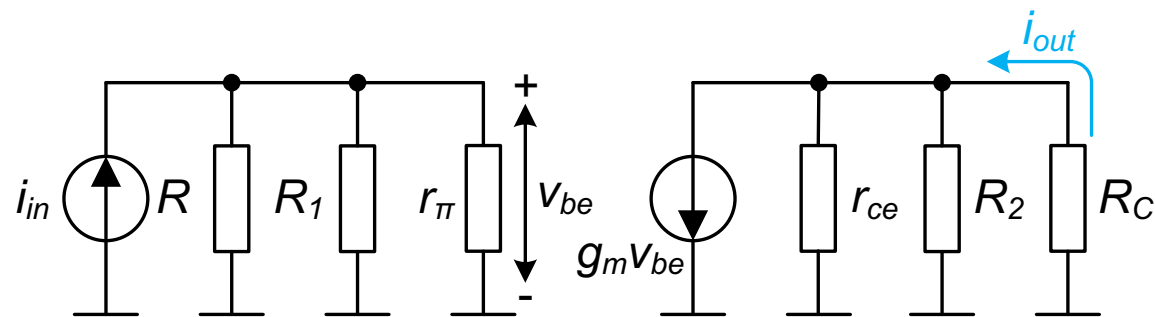 i_out
+
i_in
R
R_1
r_π
v_be
r_ce
R_2
R_C
g_m v_be
-